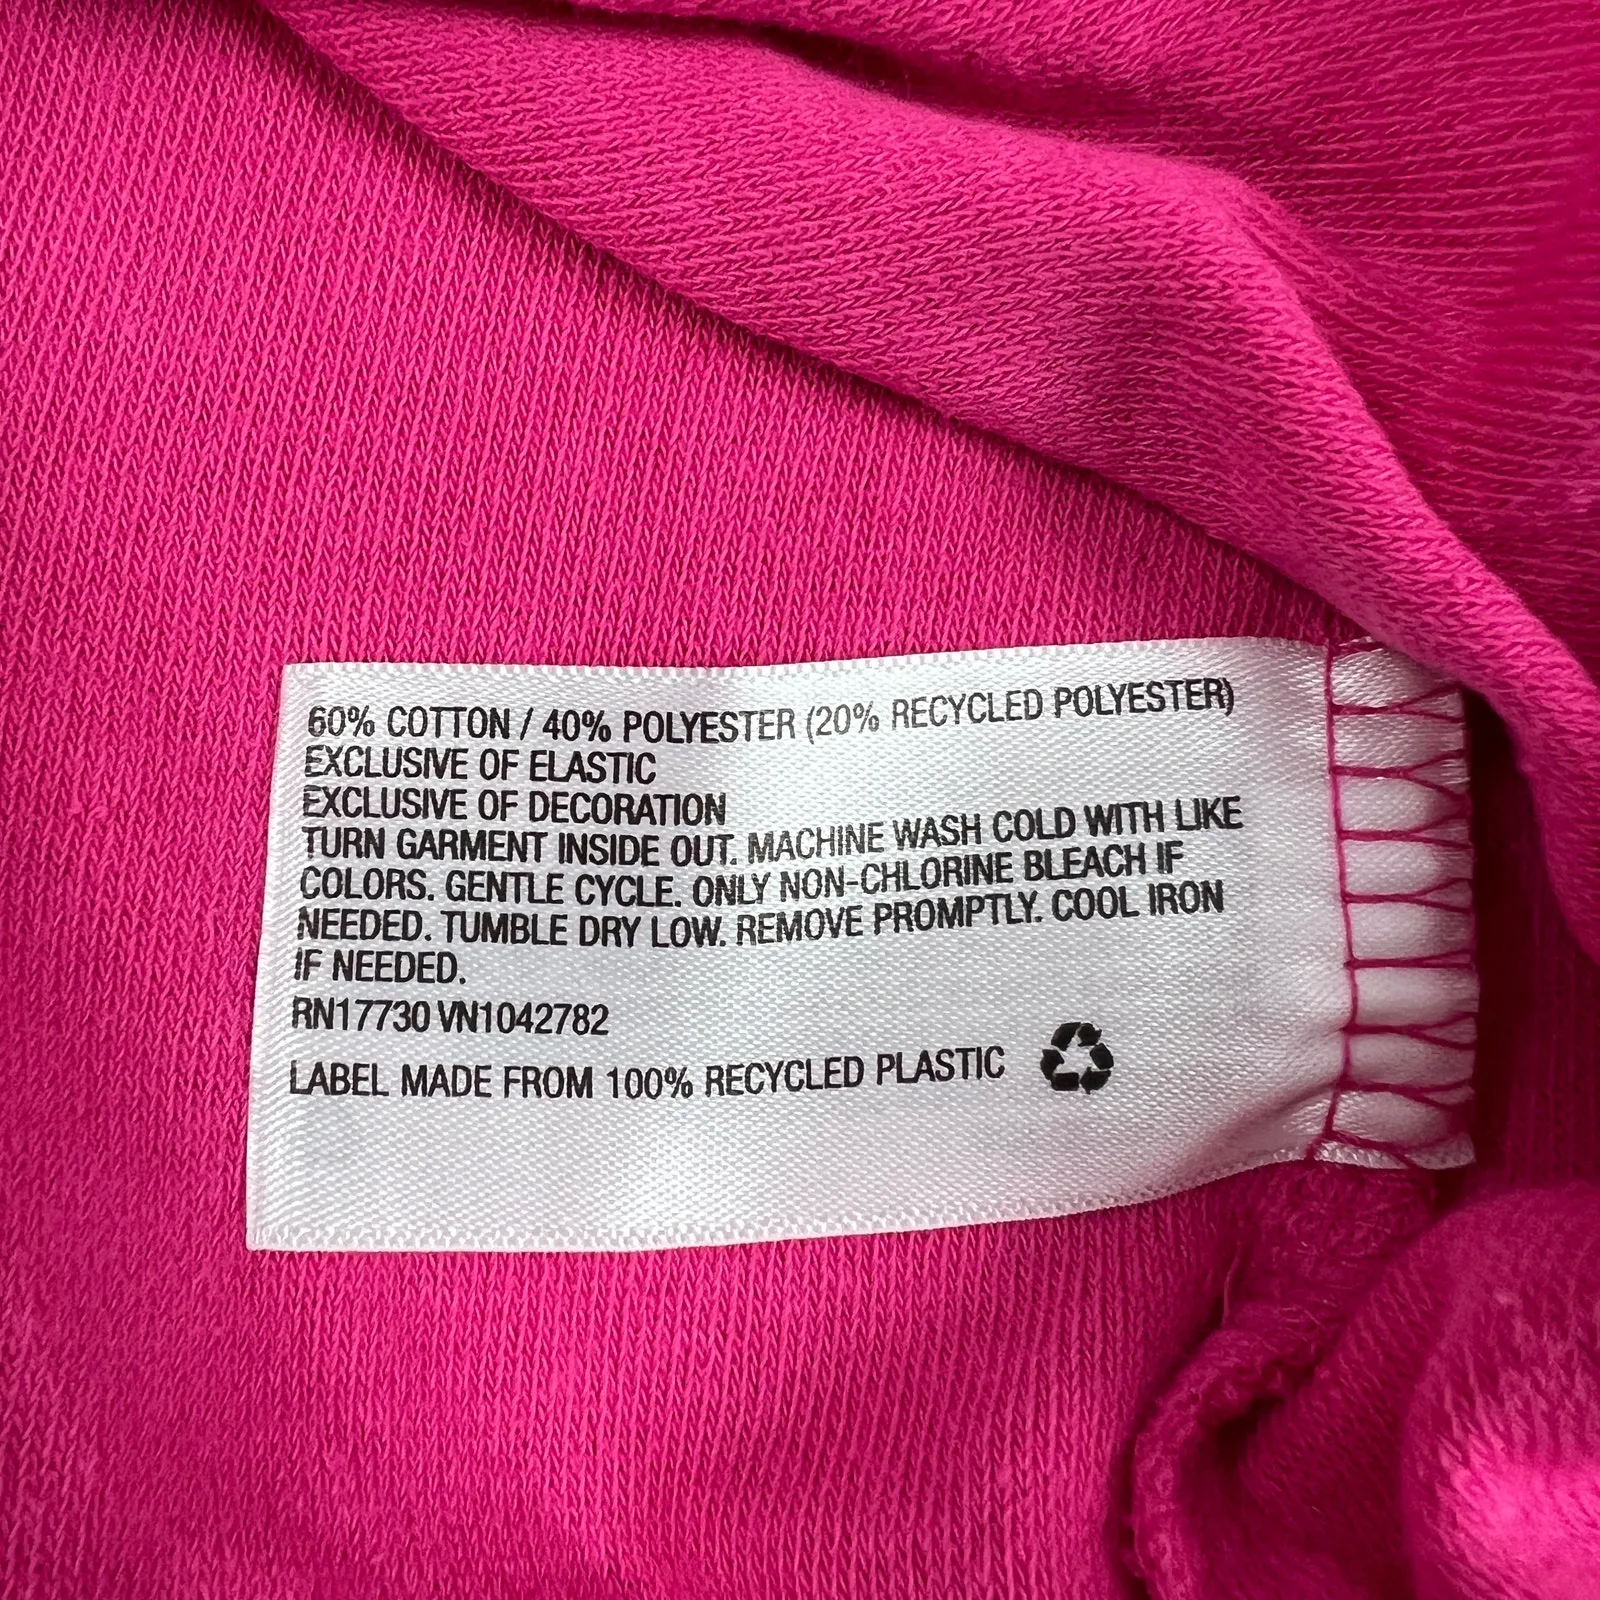 60% COTTON / 40% POLYESTER (20% RECYCLED POLYESTER)
EXCLUSIVE OF ELASTIC
EXCLUSIVE OF DECORATION
TURN GARMENT INSIDE OUT. MACHINE WASH COLD WITH LIKE
COLORS. GENTLE CYCLE. ONLY NON-CHLORINE BLEACH IF
NEEDED. TUMBLE DRY LOW. REMOVE PROMPTLY. COOL IRON
IF NEEDED.
RN17730 VN1042782
LABEL MADE FROM 100% RECYCLED PLASTIC